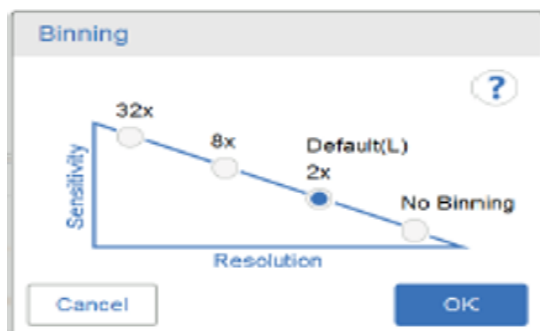 Binning
?
32x
8x
Default(L)
2x
No Binning
Sensitivity
Resolution
Cancel
OK